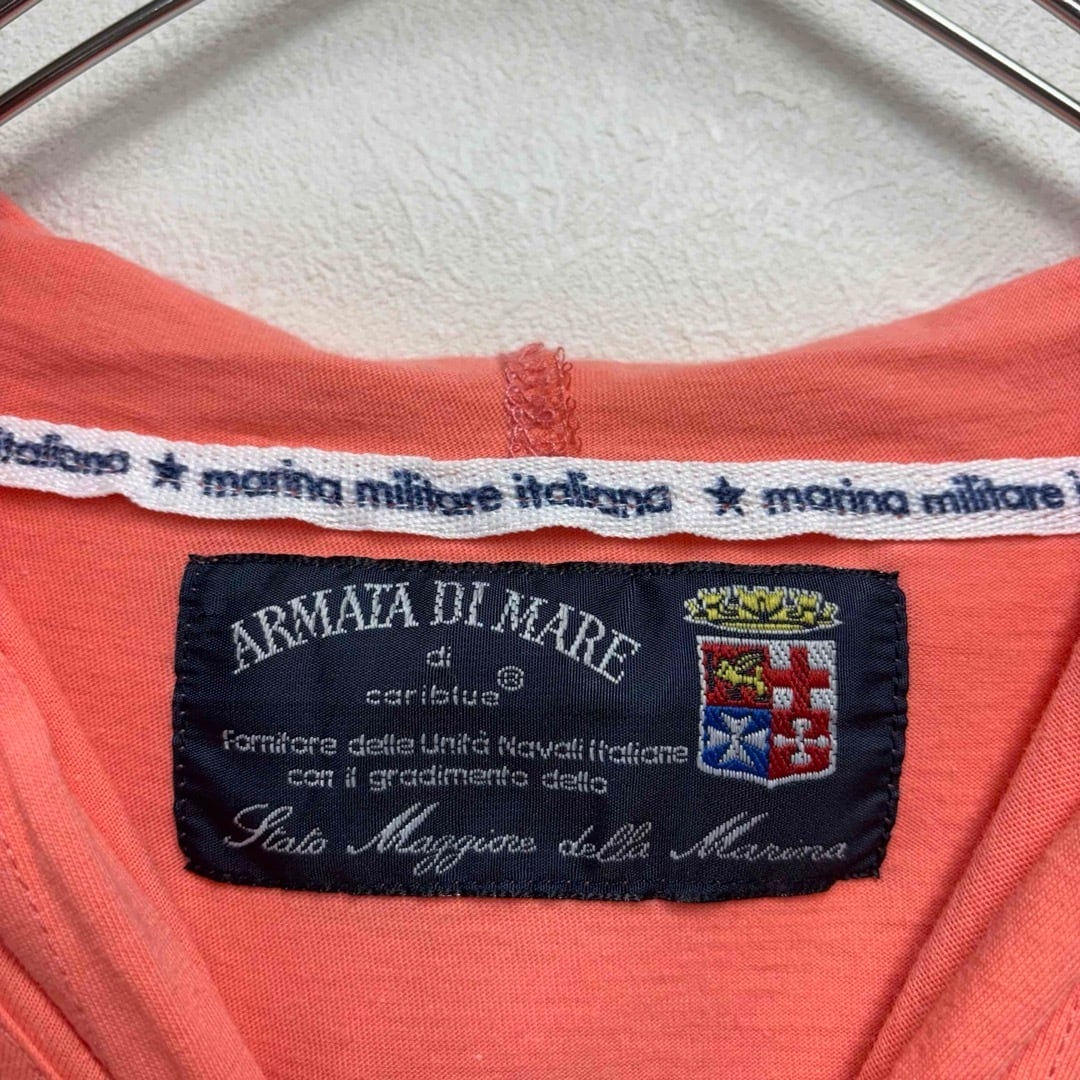 italiana ★ marina militare italiana ★ marina militare
ARMATA DI MARE
di
cariblue®
Fornitore delle Unità Navali Italiane
con il gradimento dello
Stato Maggiore della Marina